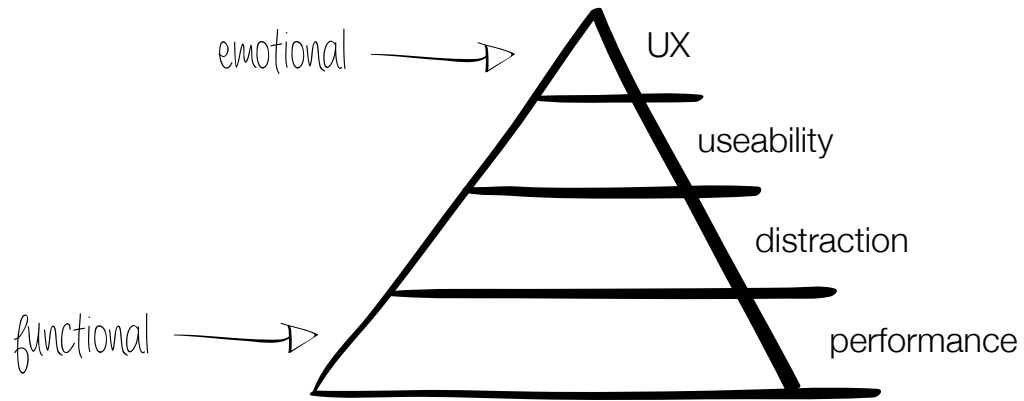 emotional
UX
useability
distraction
functional
performance